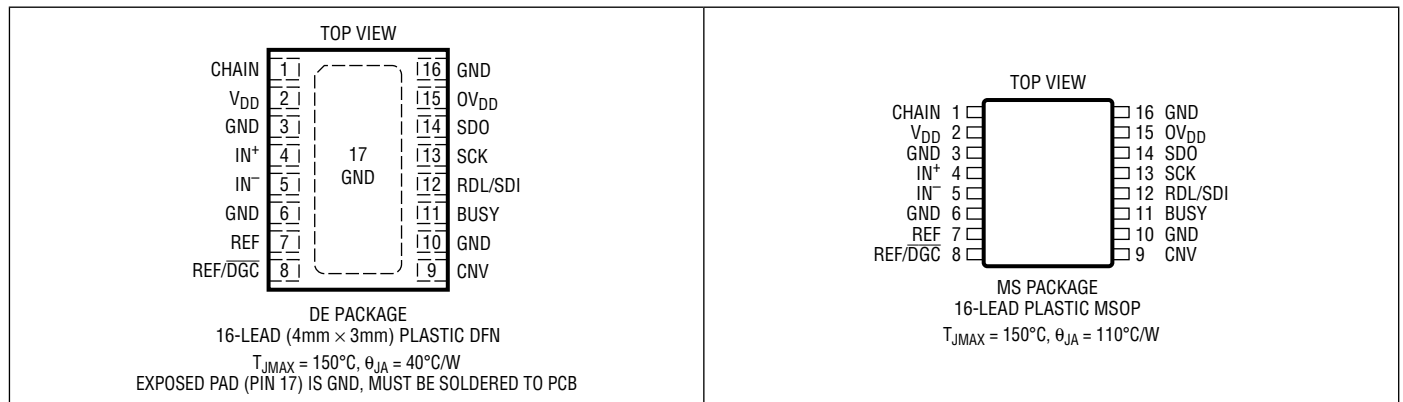 TOP VIEW
CHAIN 1 16 GND
VDD 2 15 OVDD
GND 3 14 SDO
IN+ 4 13 SCK
IN– 5 12 RDL/SDI
GND 6 11 BUSY
REF 7 10 GND
REF/DGC 8 9 CNV
17
GND
DE PACKAGE
16-LEAD (4mm × 3mm) PLASTIC DFN
TJMAX = 150°C, θJA = 40°C/W
EXPOSED PAD (PIN 17) IS GND, MUST BE SOLDERED TO PCB
TOP VIEW
CHAIN 1 16 GND
VDD 2 15 OVDD
GND 3 14 SDO
IN+ 4 13 SCK
IN– 5 12 RDL/SDI
GND 6 11 BUSY
REF 7 10 GND
REF/DGC 8 9 CNV
MS PACKAGE
16-LEAD PLASTIC MSOP
TJMAX = 150°C, θJA = 110°C/W